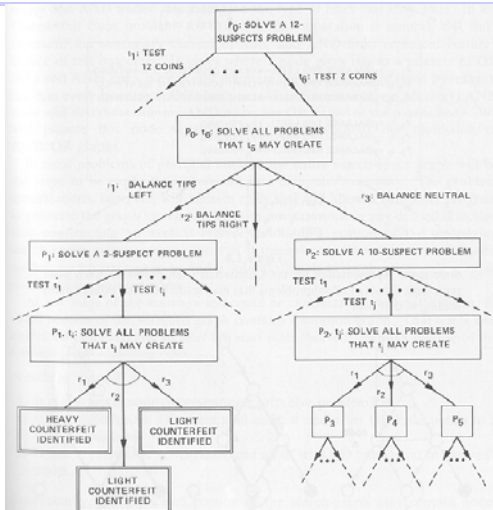 P0: SOLVE A 12-
SUSPECTS PROBLEM
t1: TEST
12 COINS
t6: TEST 2 COINS
P0, t6: SOLVE ALL PROBLEMS
THAT t6 MAY CREATE
r1: BALANCE TIPS
LEFT
r2: BALANCE
TIPS RIGHT
r3: BALANCE NEUTRAL
P1: SOLVE A 2-SUSPECT PROBLEM
P2: SOLVE A 10-SUSPECT PROBLEM
TEST t1
TEST ti
TEST t1
TEST tj
P1, ti: SOLVE ALL PROBLEMS
THAT ti MAY CREATE
P2, tj: SOLVE ALL PROBLEMS
THAT tj MAY CREATE
r1
r2
r3
r1
r2
r3
HEAVY
COUNTERFEIT
IDENTIFIED
LIGHT
COUNTERFEIT
IDENTIFIED
P3
P4
P5
LIGHT
COUNTERFEIT
IDENTIFIED